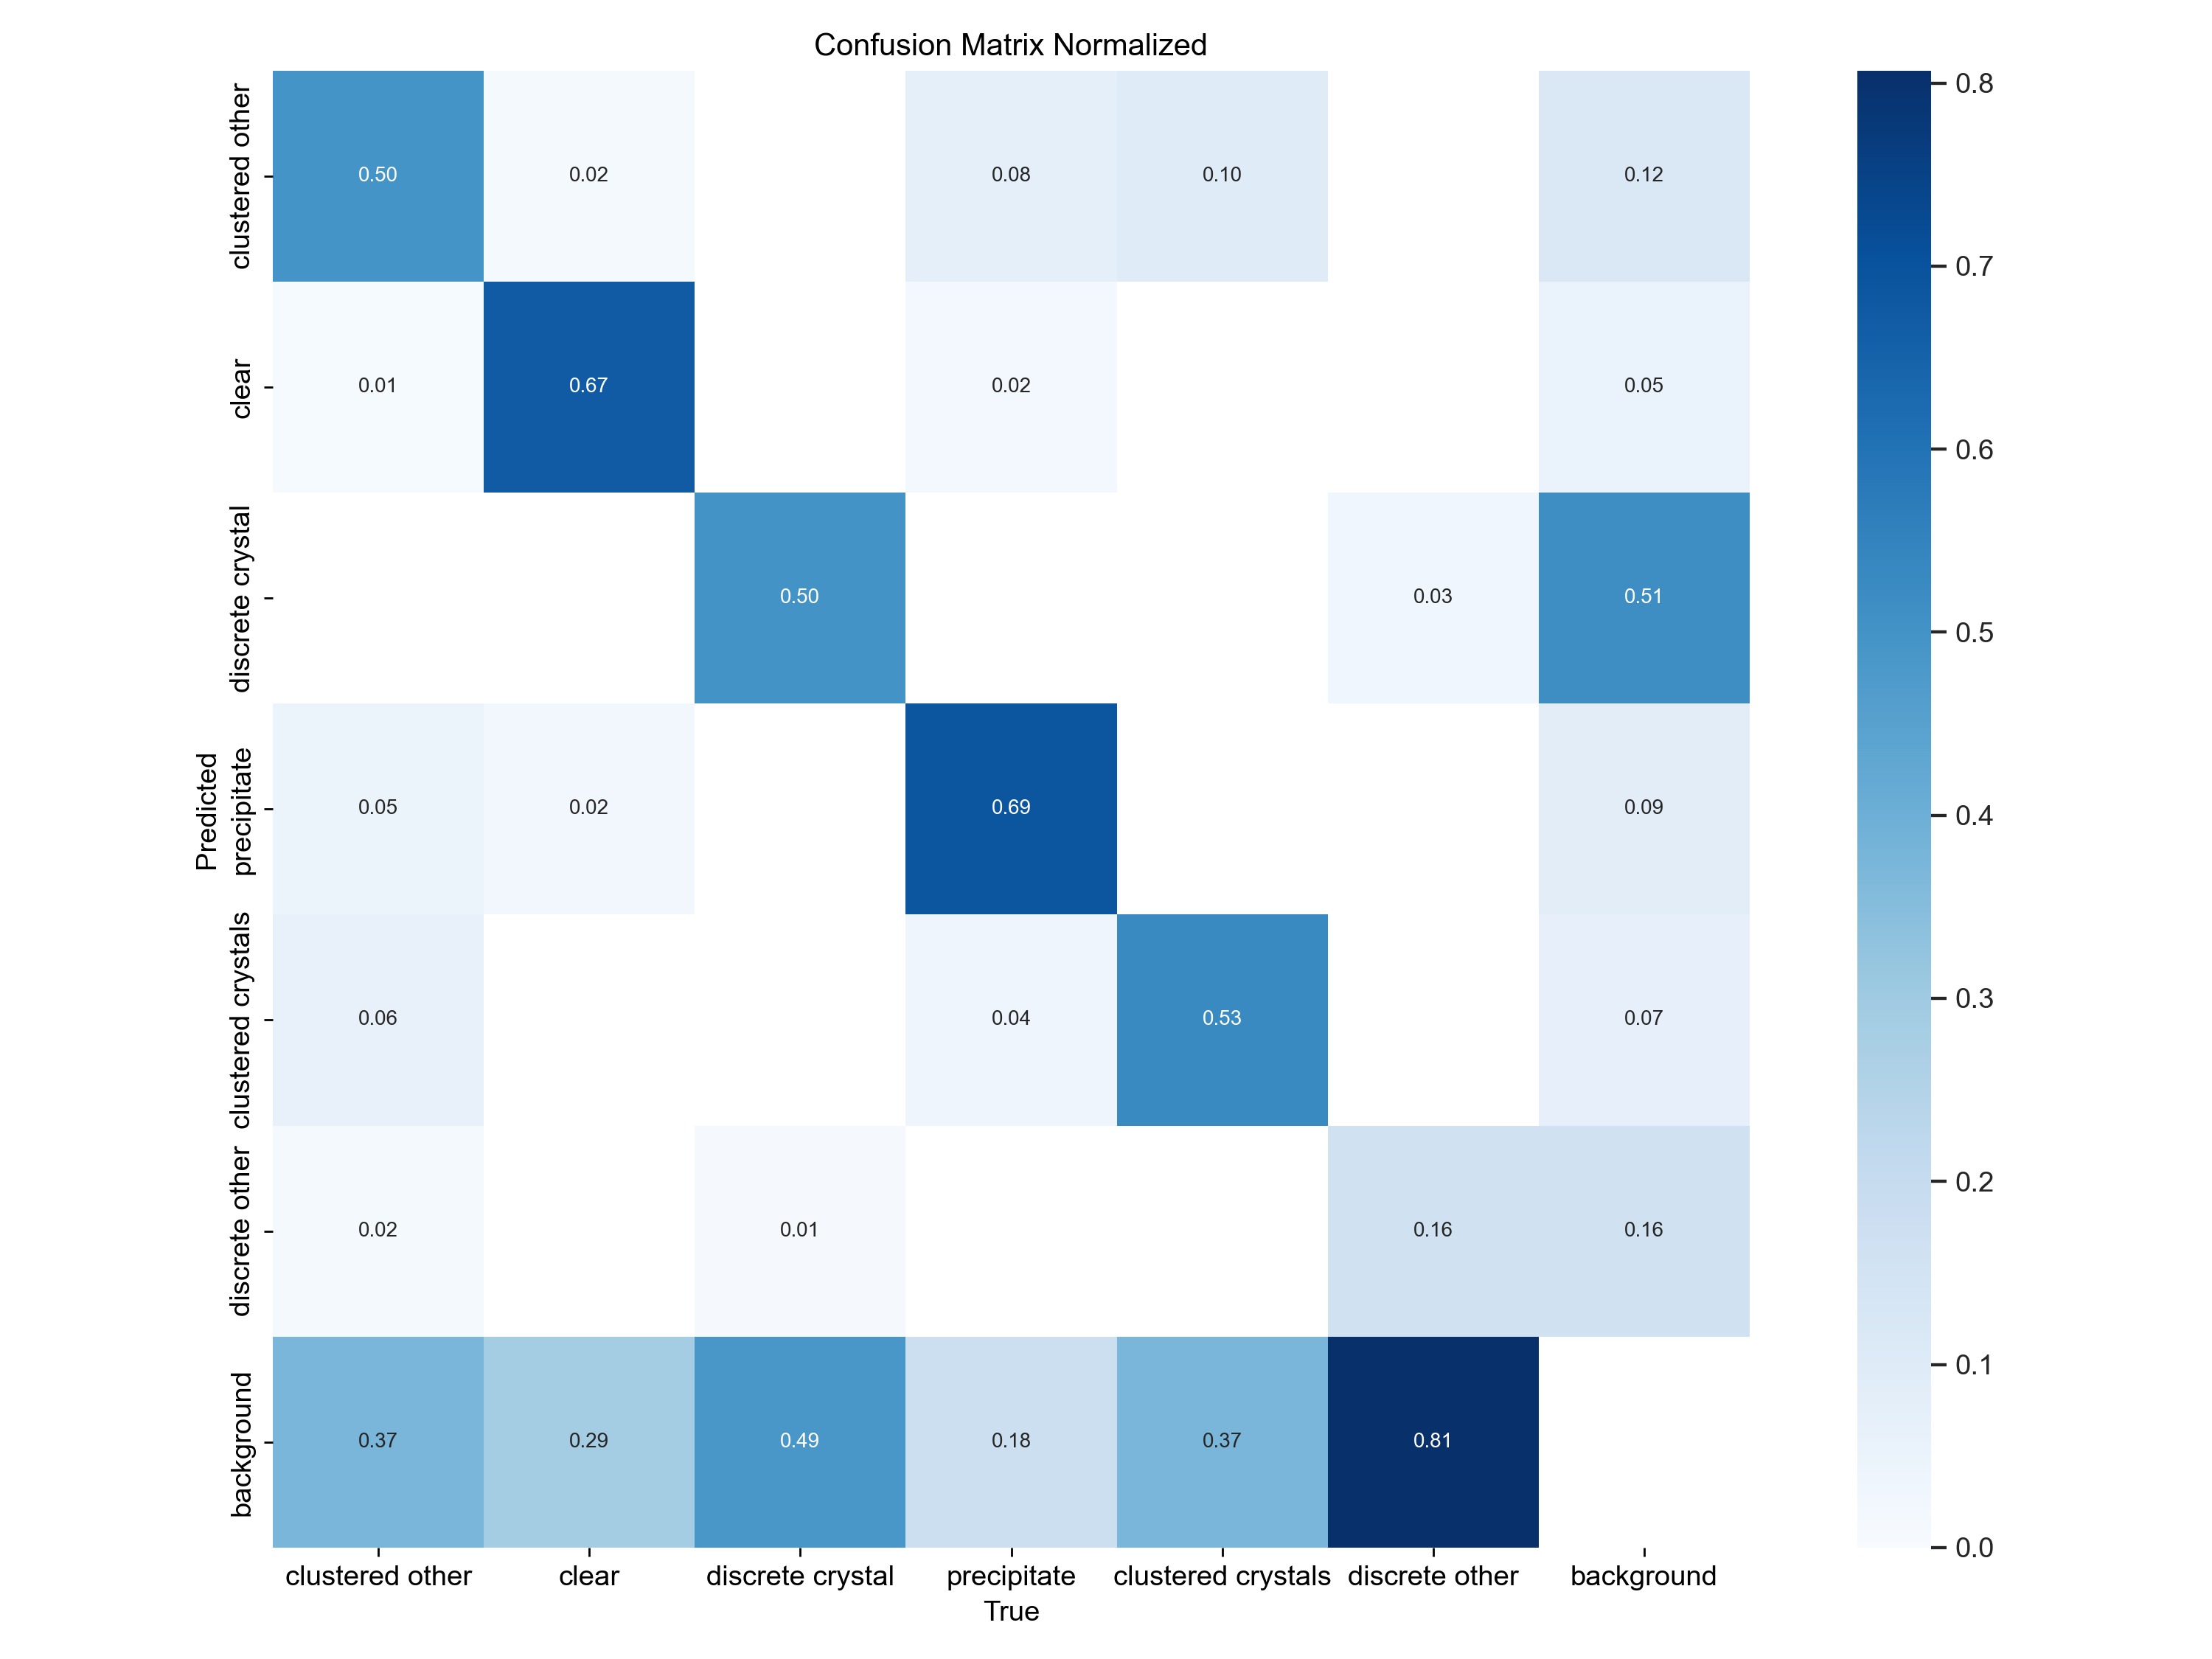 Confusion Matrix Normalized
Predicted
clustered other
0.50 0.02 0.08 0.10 0.12
clear
0.01 0.67 0.02 0.05
discrete crystal
0.50 0.03 0.51
precipitate
0.05 0.02 0.69 0.09
clustered crystals
0.06 0.04 0.53 0.07
discrete other
0.02 0.01 0.16 0.16
background
0.37 0.29 0.49 0.18 0.37 0.81
clustered other clear discrete crystal precipitate clustered crystals discrete other background
True
0.8
0.7
0.6
0.5
0.4
0.3
0.2
0.1
0.0